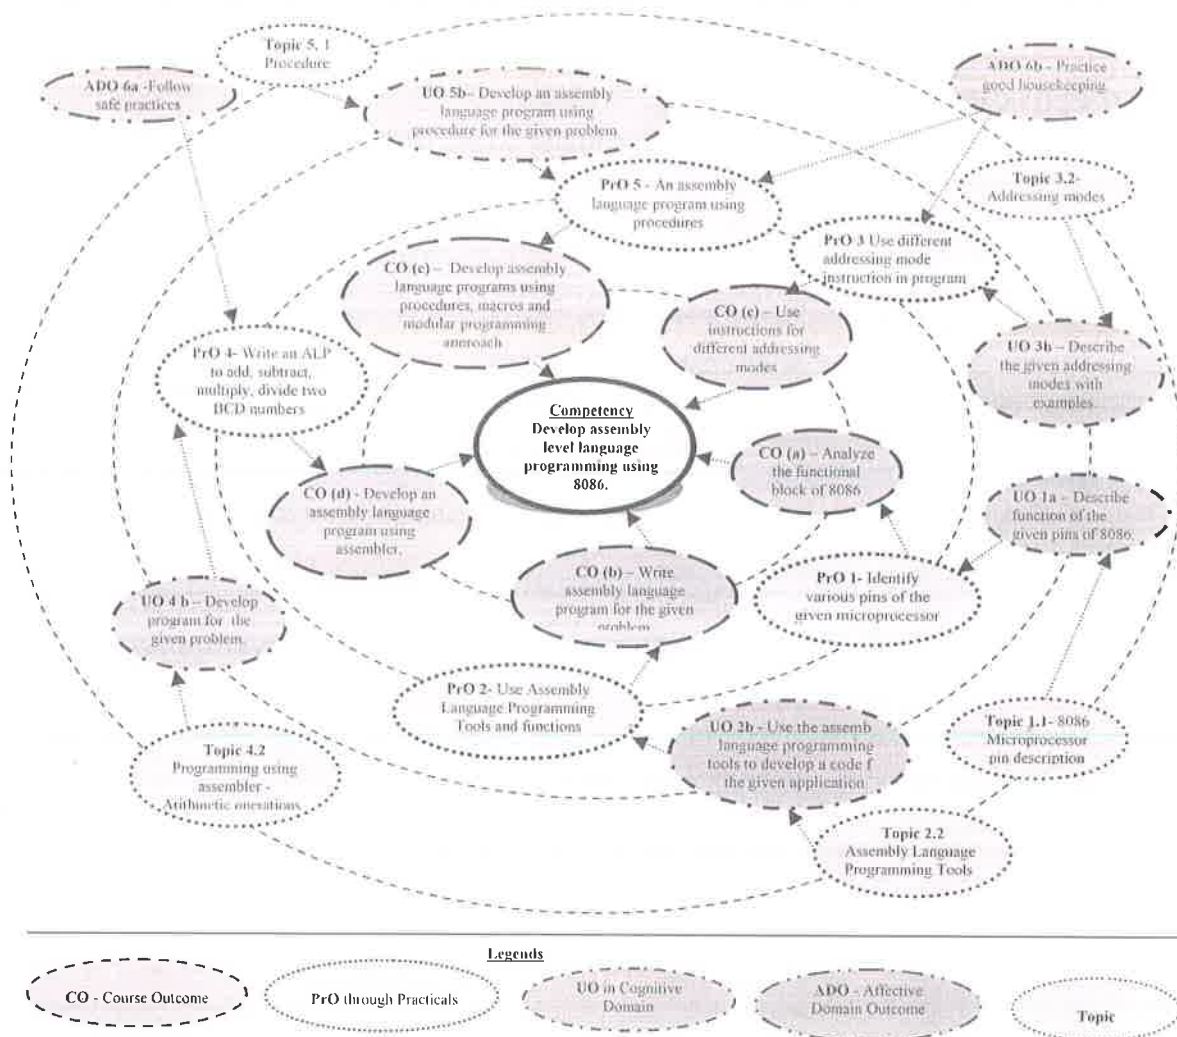 Topic 5. 1
Procedure
ADO 6a -Follow
safe practices
UO 5b– Develop an assembly
language program using
procedure for the given problem
ADO 6b - Practice
good housekeeping.
PrO 5 - An assembly
language program using
procedures
Topic 3.2-
Addressing modes
PrO 3 Use different
addressing mode
instruction in program
CO (e) – Develop assembly
language programs using
procedures, macros and
modular programming
approach
CO (c) – Use
instructions for
different addressing
modes
PrO 4- Write an ALP
to add, subtract,
multiply, divide two
BCD numbers
UO 3b – Describe
the given addressing
modes with
examples.
Competency
Develop assembly
level language
programming using
8086.
CO (a) – Analyze
the functional
block of 8086
CO (d) - Develop an
assembly language
program using
assembler.
UO 1a – Describe
function of the
given pins of 8086.
CO (b) – Write
assembly language
program for the given
problem
PrO 1- Identify
various pins of the
given microprocessor
UO 4 b – Develop
program for the
given problem.
PrO 2- Use Assembly
Language Programming
Tools and functions
UO 2b - Use the assemb
language programming
tools to develop a code f
the given application
Topic 1.1- 8086
Microprocessor
pin description
Topic 4.2
Programming using
assembler -
Arithmetic operations
Topic 2.2
Assembly Language
Programming Tools
Legends
CO - Course Outcome
PrO through Practicals
UO in Cognitive
Domain
ADO - Affective
Domain Outcome
Topic